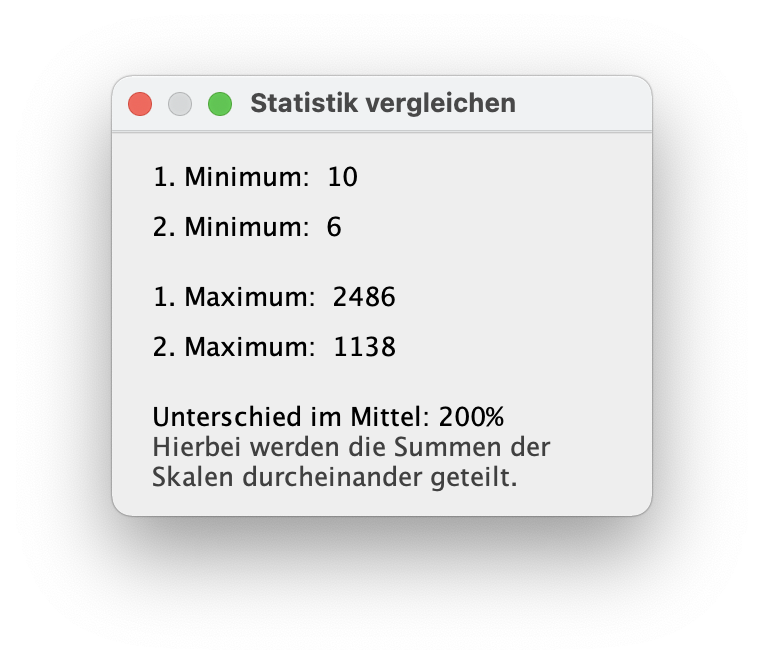 Statistik vergleichen
1. Minimum: 10
2. Minimum: 6
1. Maximum: 2486
2. Maximum: 1138
Unterschied im Mittel: 200%
Hierbei werden die Summen der
Skalen durcheinander geteilt.